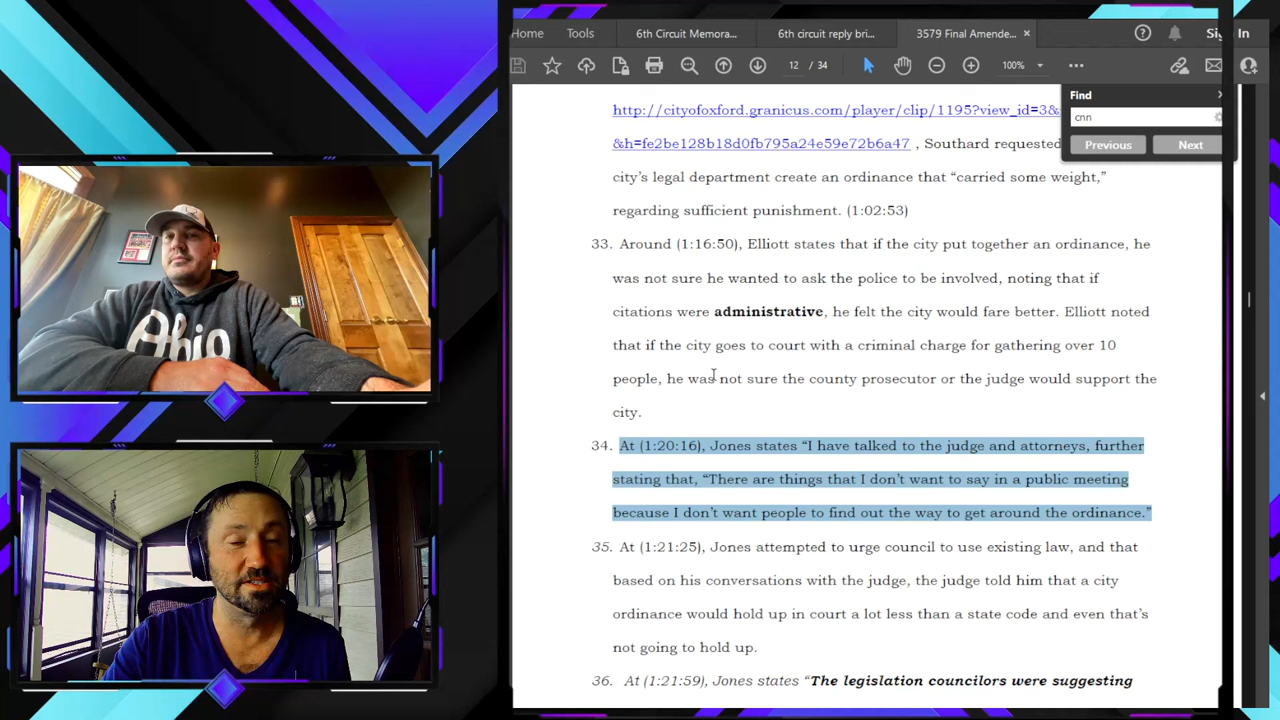 Home
Tools
6th Circuit Memora...
6th circuit reply bri...
3579 Final Amende...
Sign In
12 / 34
100%
Find
cnn
Previous
Next
http://cityofoxford.granicus.com/player/clip/1195?view_id=3&
&h=fe2be128b18d0fb795a24e59e72b6a47 , Southard requested
city’s legal department create an ordinance that “carried some weight,”
regarding sufficient punishment. (1:02:53)
33. Around (1:16:50), Elliott states that if the city put together an ordinance, he
was not sure he wanted to ask the police to be involved, noting that if
citations were administrative, he felt the city would fare better. Elliott noted
that if the city goes to court with a criminal charge for gathering over 10
people, he was not sure the county prosecutor or the judge would support the
city.
34. At (1:20:16), Jones states “I have talked to the judge and attorneys, further
stating that, “There are things that I don’t want to say in a public meeting
because I don’t want people to find out the way to get around the ordinance.”
35. At (1:21:25), Jones attempted to urge council to use existing law, and that
based on his conversations with the judge, the judge told him that a city
ordinance would hold up in court a lot less than a state code and even that’s
not going to hold up.
36. At (1:21:59), Jones states “The legislation councilors were suggesting
Ohio